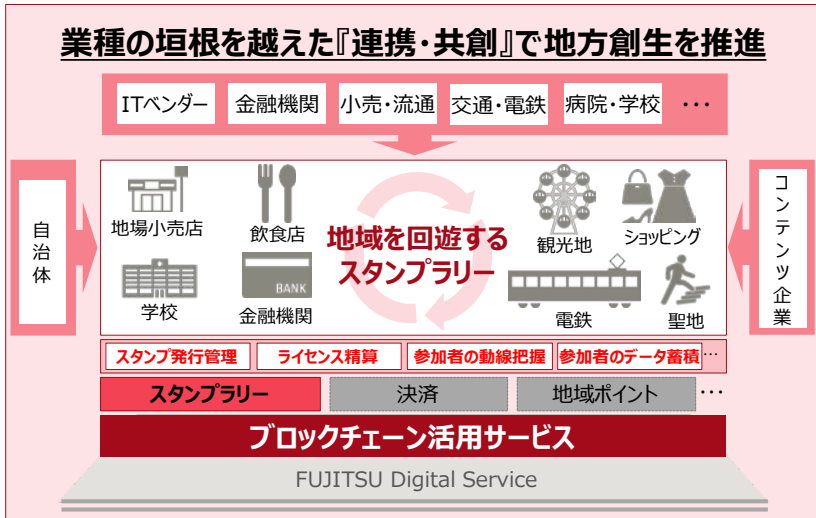 業種の垣根を越えた『連携・共創』で地方創生を推進
ITベンダー 金融機関 小売・流通 交通・電鉄 病院・学校 ・・・
自治体
コンテンツ企業
地場小売店 飲食店 観光地 ショッピング
地域を回遊する
スタンプラリー
BANK
学校 金融機関 電鉄 聖地
スタンプ発行管理 ライセンス精算 参加者の動線把握 参加者のデータ蓄積 …
スタンプラリー 決済 地域ポイント ・・・
ブロックチェーン活用サービス
FUJITSU Digital Service